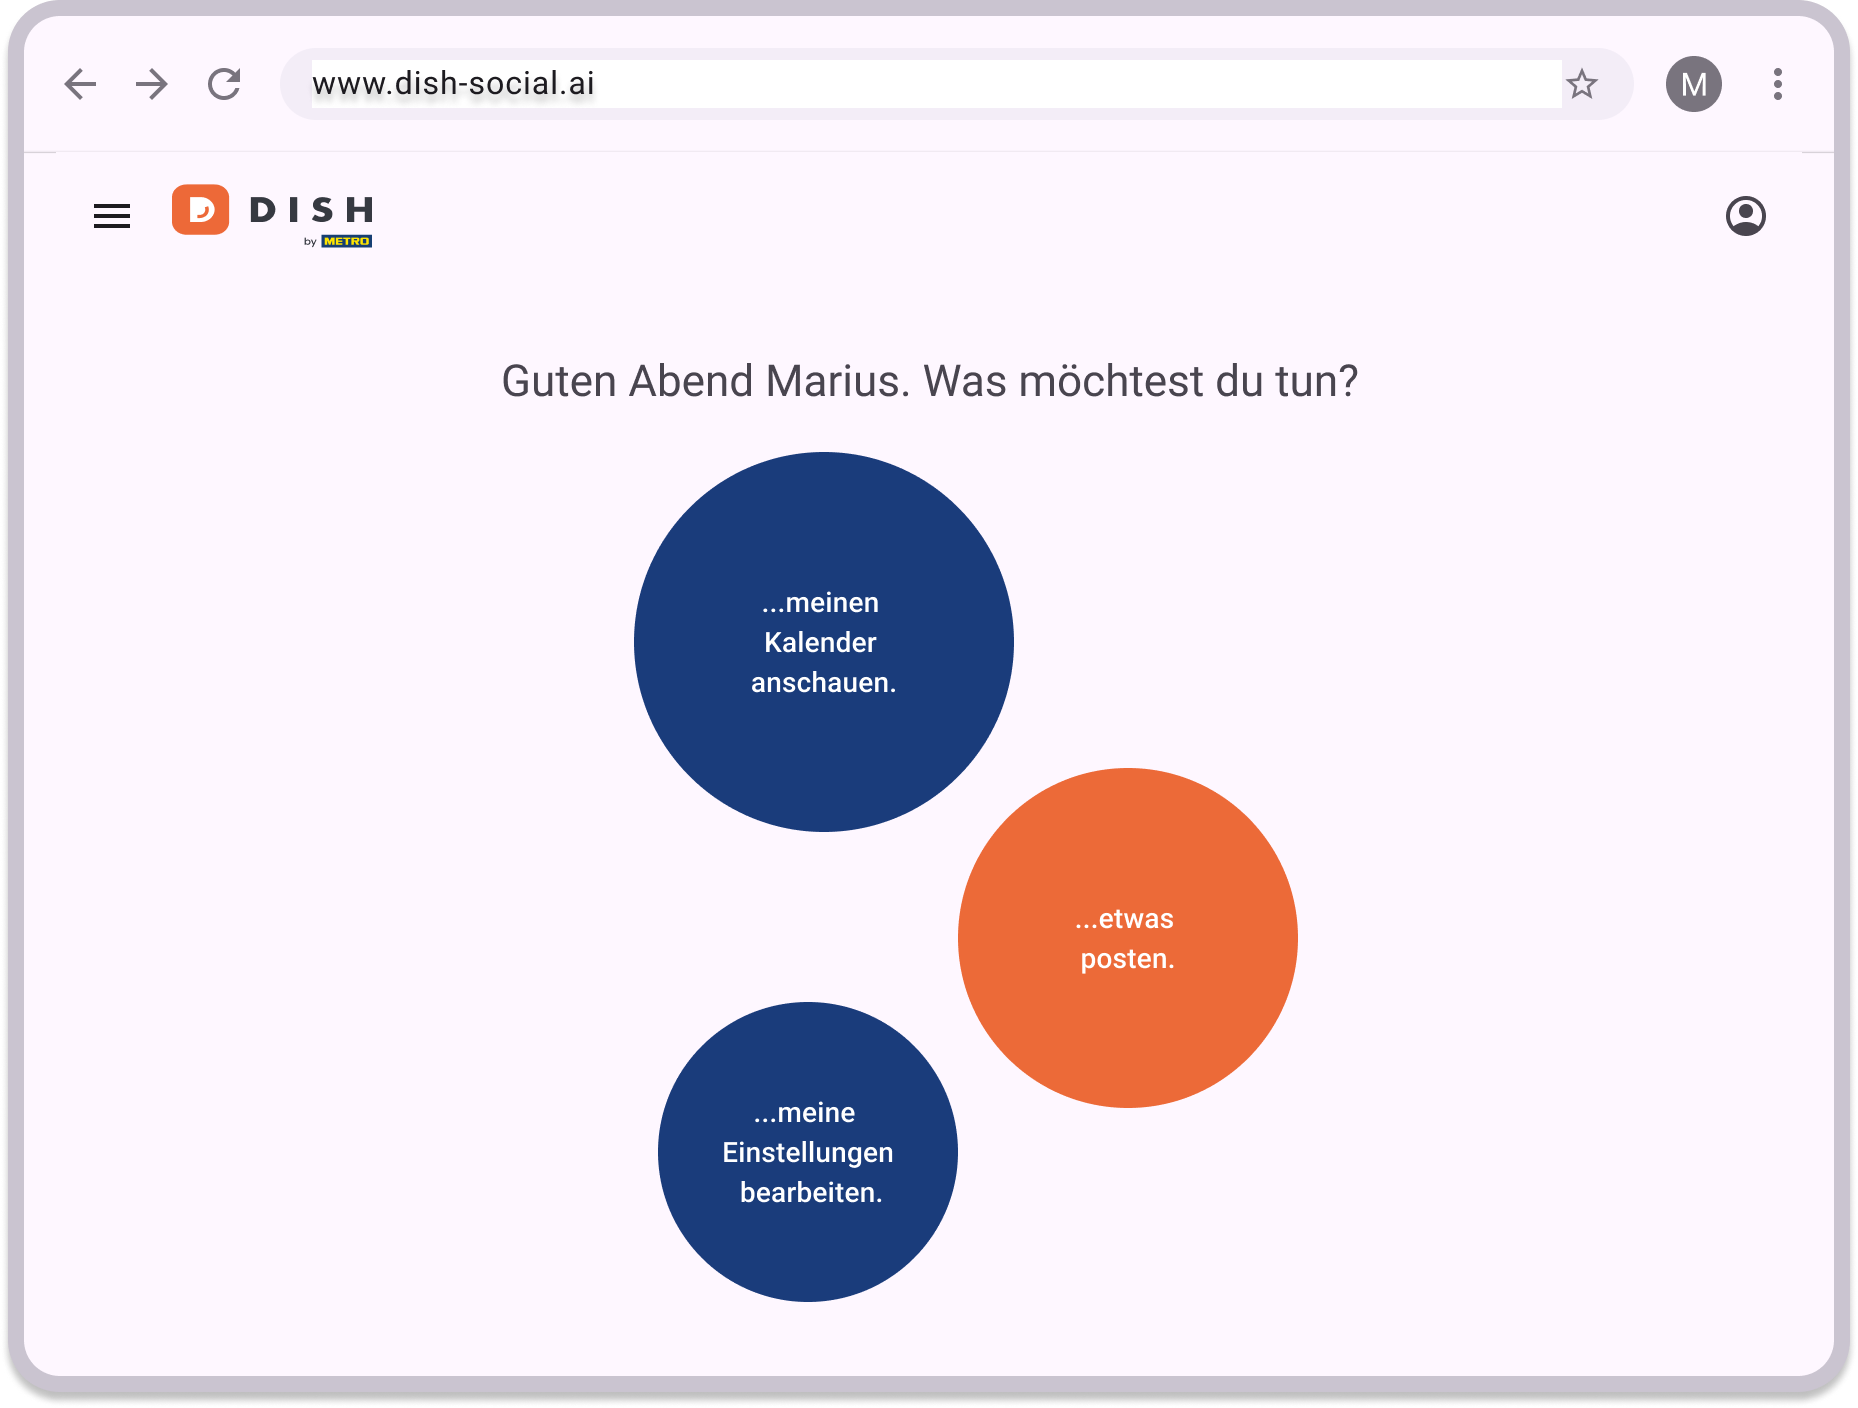 www.dish-social.ai
M
DISH
by METRO
Guten Abend Marius. Was möchtest du tun?
...meinen
Kalender
anschauen.
...etwas
posten.
...meine
Einstellungen
bearbeiten.